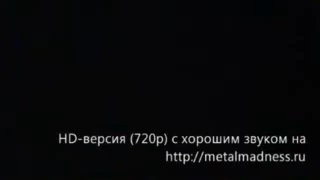 HD-версия (720p) с хорошим звуком на
http://metalmadness.ru